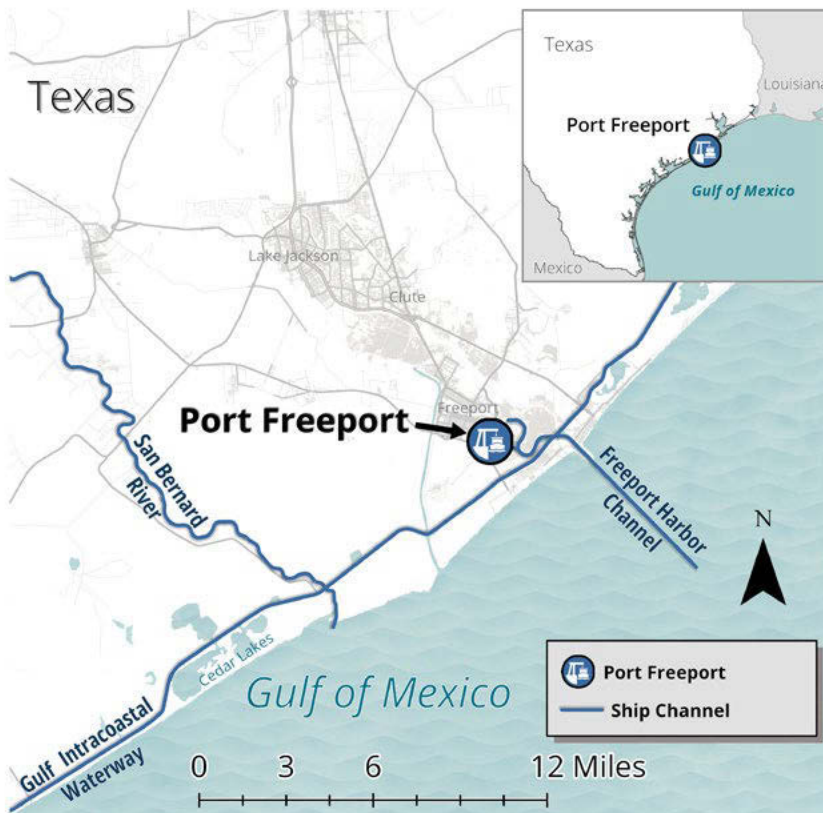 Texas
Texas
Louisiana
Port Freeport
Gulf of Mexico
Mexico
Lake Jackson
Clute
Freeport
Port Freeport
San Bernard
River
Freeport Harbor
Channel
N
Cedar Lakes
Gulf of Mexico
Gulf Intracoastal
Waterway
Port Freeport
Ship Channel
0 3 6 12 Miles